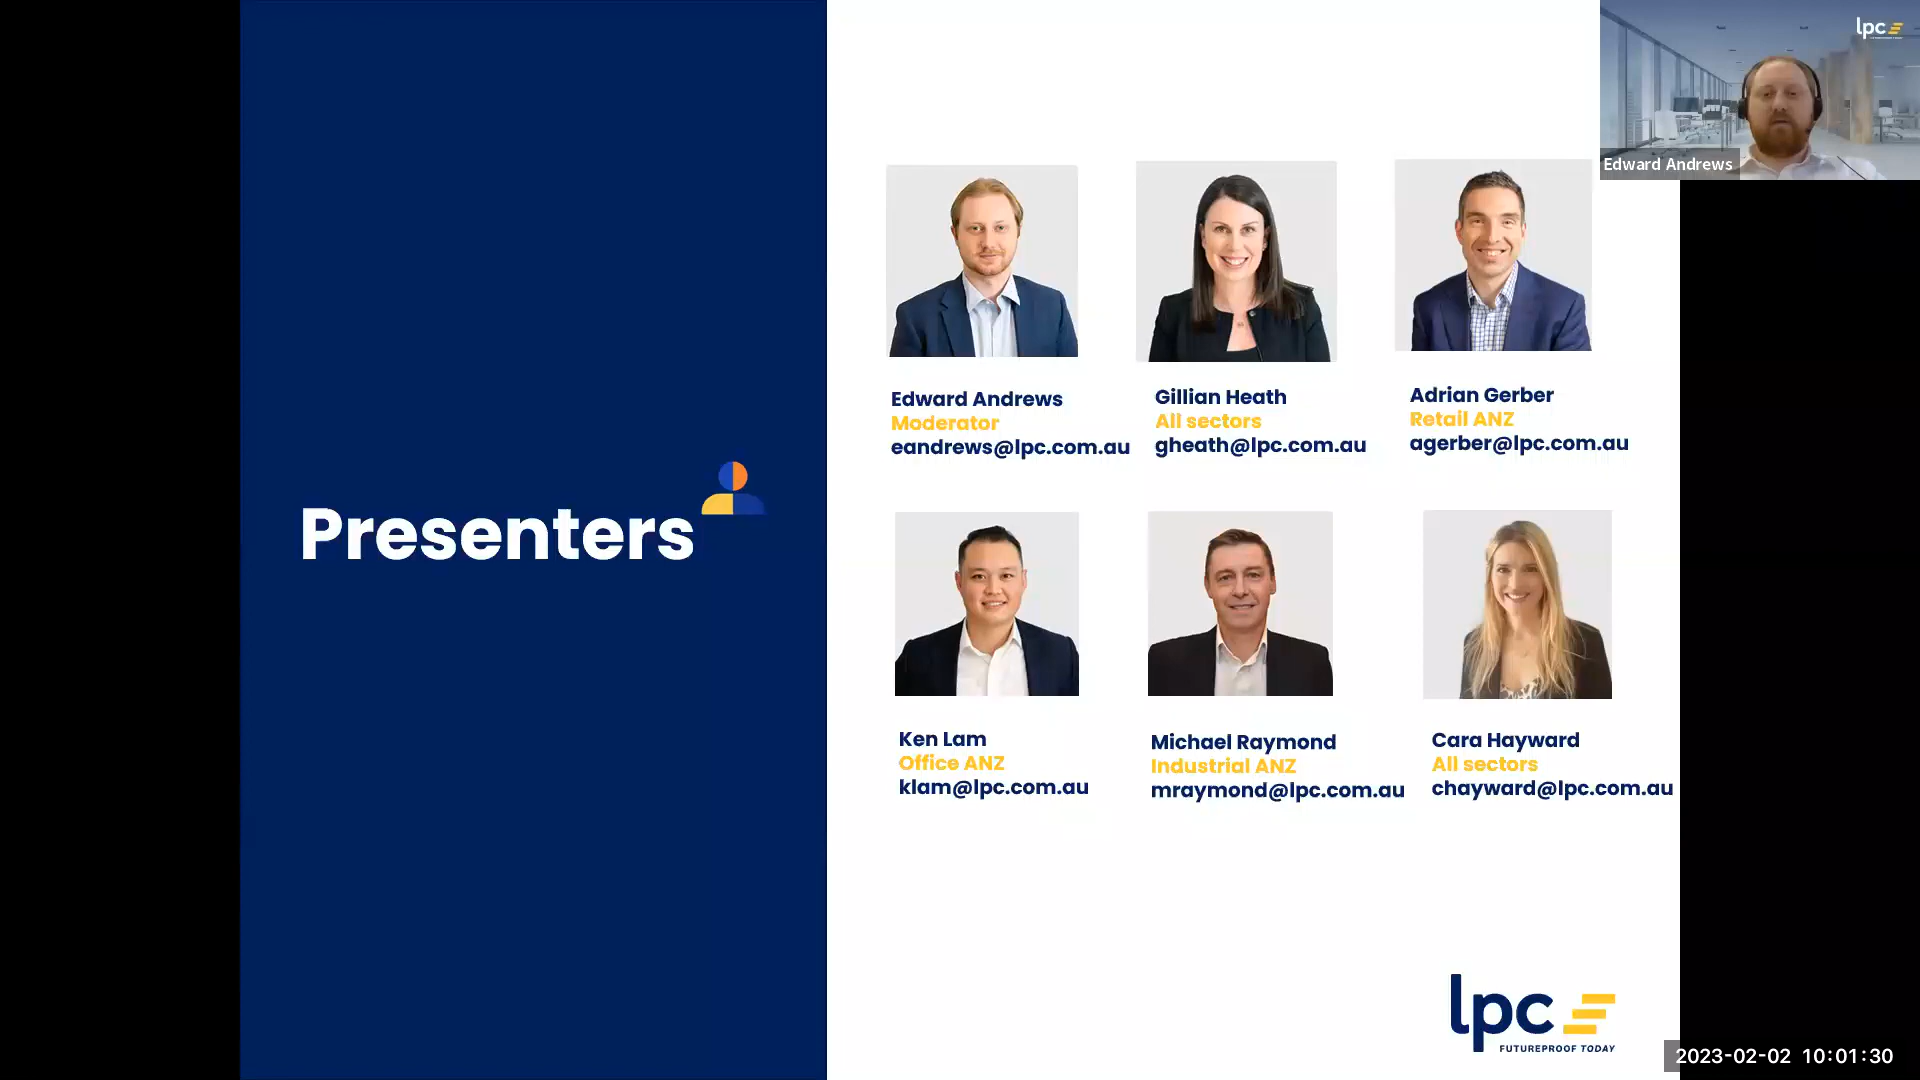 Presenters
Edward Andrews
Moderator
eandrews@lpc.com.au
Gillian Heath
All sectors
gheath@lpc.com.au
Adrian Gerber
Retail ANZ
agerber@lpc.com.au
Ken Lam
Office ANZ
klam@lpc.com.au
Michael Raymond
Industrial ANZ
mraymond@lpc.com.au
Cara Hayward
All sectors
chayward@lpc.com.au
lpc
Edward Andrews
lpc
FUTUREPROOF TODAY
2023-02-02 10:01:30